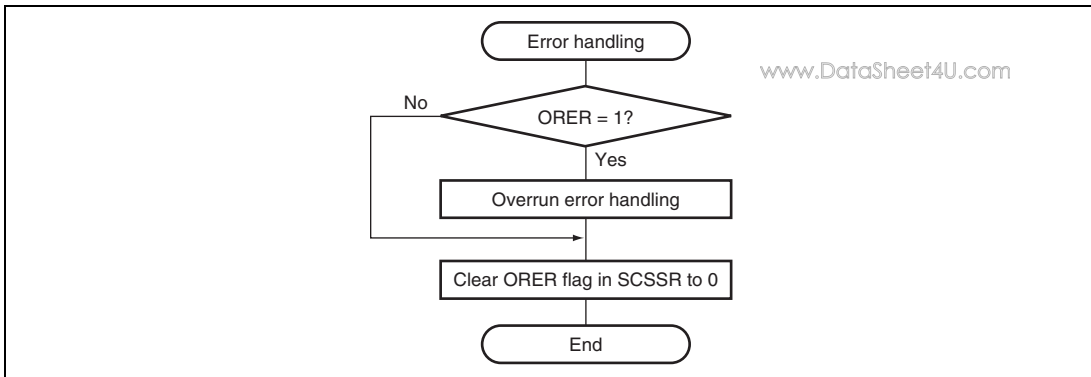 Error handling
www.DataSheet4U.com
No
ORER = 1?
Yes
Overrun error handling
Clear ORER flag in SCSSR to 0
End